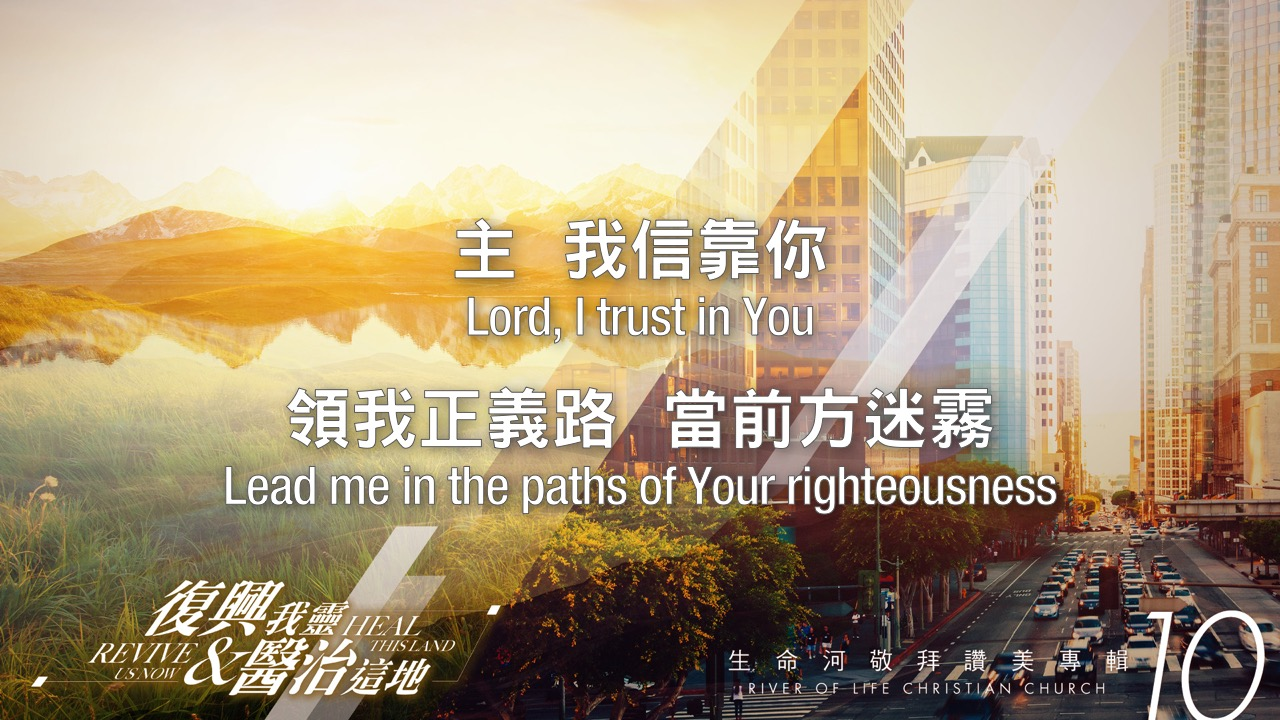 主 我信靠你
Lord, I trust in You
領我正義路 當前方迷霧
Lead me in the paths of Your righteousness
復興我靈 HEAL
REVIVE THIS LAND
US NOW & 醫治這地
生命河敬拜讚美專輯 10
RIVER OF LIFE CHRISTIAN CHURCH